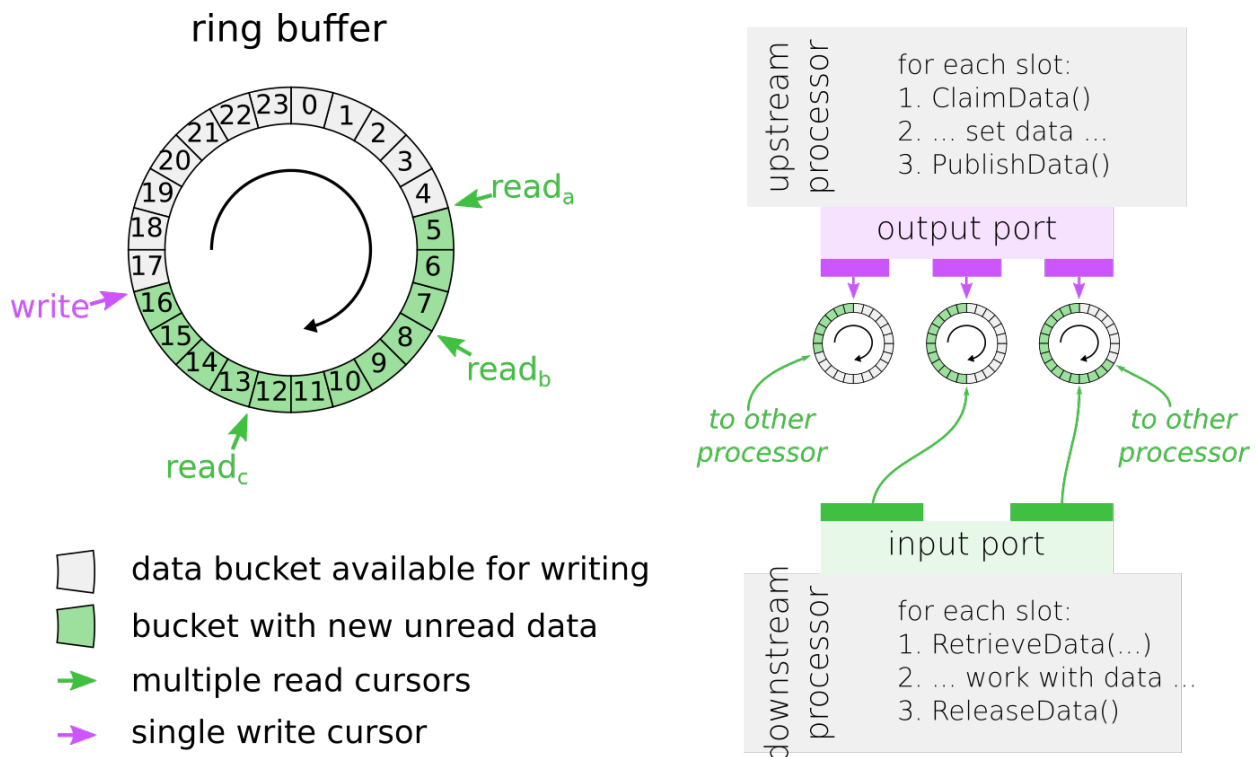 ring buffer
0
1
2
3
4
5
6
7
8
9
10
11
12
13
14
15
16
17
18
19
20
21
22
23
read a
read b
read c
write
data bucket available for writing
bucket with new unread data
multiple read cursors
single write cursor
upstream
processor
for each slot:
1. ClaimData()
2. ... set data ...
3. PublishData()
output port
to other
processor
to other
processor
input port
downstream
processor
for each slot:
1. RetrieveData(...)
2. ... work with data ...
3. ReleaseData()